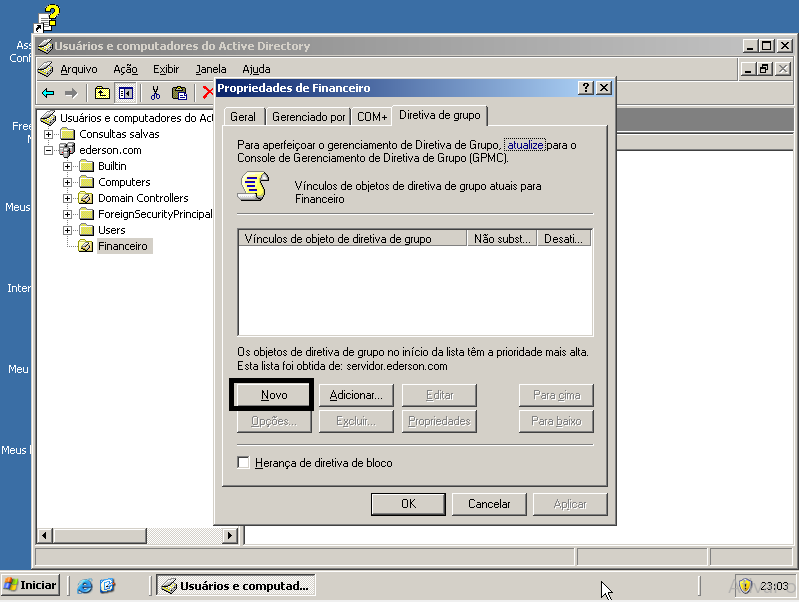 Usuários e computadores do Active Directory
Arquivo Ação Exibir Janela Ajuda
Propriedades de Financeiro
Geral Gerenciado por COM+ Diretiva de grupo
Para aperfeiçoar o gerenciamento de Diretiva de Grupo, atualize para o
Console de Gerenciamento de Diretiva de Grupo (GPMC).
Vínculos de objetos de diretiva de grupo atuais para
Financeiro
Vínculos de objeto de diretiva de grupo Não subst... Desati...
Os objetos de diretiva de grupo no início da lista têm a prioridade mais alta.
Esta lista foi obtida de: servidor.ederson.com
Novo Adicionar... Editar Para cima
Opções... Excluir... Propriedades Para baixo
Herança de diretiva de bloco
OK Cancelar Aplicar
Usuários e computadores do Act
Consultas salvas
ederson.com
Builtin
Computers
Domain Controllers
ForeignSecurityPrincipal
Users
Financeiro
Ass
Conf
Free
Meus
Inter
Meu
Meus l
Iniciar Usuários e computad... 23:03